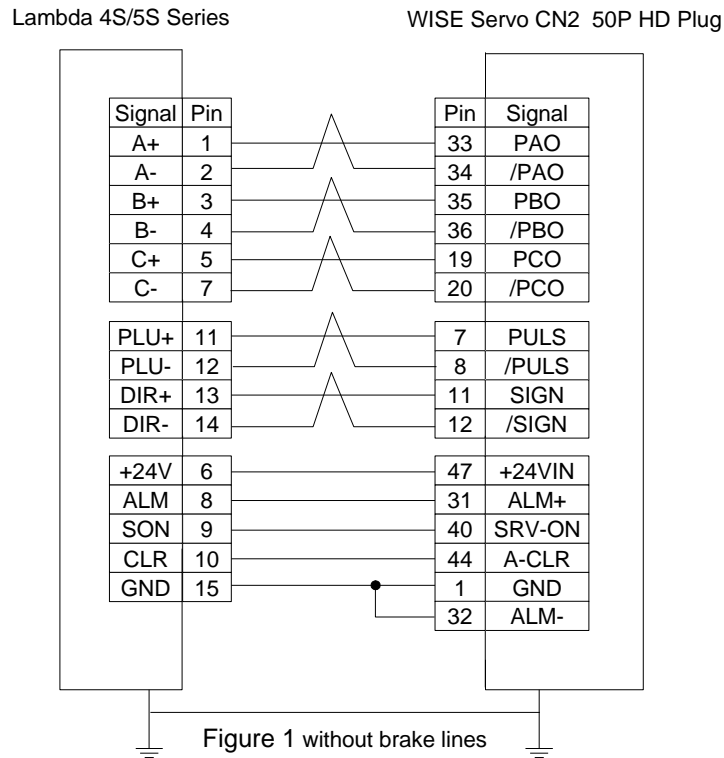 Lambda 4S/5S Series WISE Servo CN2 50P HD Plug
Signal Pin Pin Signal
A+ 1 33 PAO
A- 2 34 /PAO
B+ 3 35 PBO
B- 4 36 /PBO
C+ 5 19 PCO
C- 7 20 /PCO
PLU+ 11 7 PULS
PLU- 12 8 /PULS
DIR+ 13 11 SIGN
DIR- 14 12 /SIGN
+24V 6 47 +24VIN
ALM 8 31 ALM+
SON 9 40 SRV-ON
CLR 10 44 A-CLR
GND 15 1 GND
32 ALM-
Figure 1 without brake lines